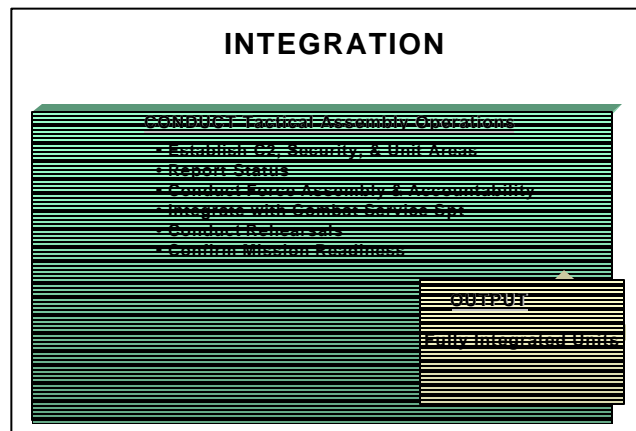 INTEGRATION
CONDUCT Tactical Assembly Operations
• Establish C2, Security, & Unit Areas
• Report Status
• Conduct Force Assembly & Accountability
• Integrate with Combat Service Spt
• Conduct Rehearsals
• Confirm Mission Readiness
OUTPUT
Fully Integrated Units